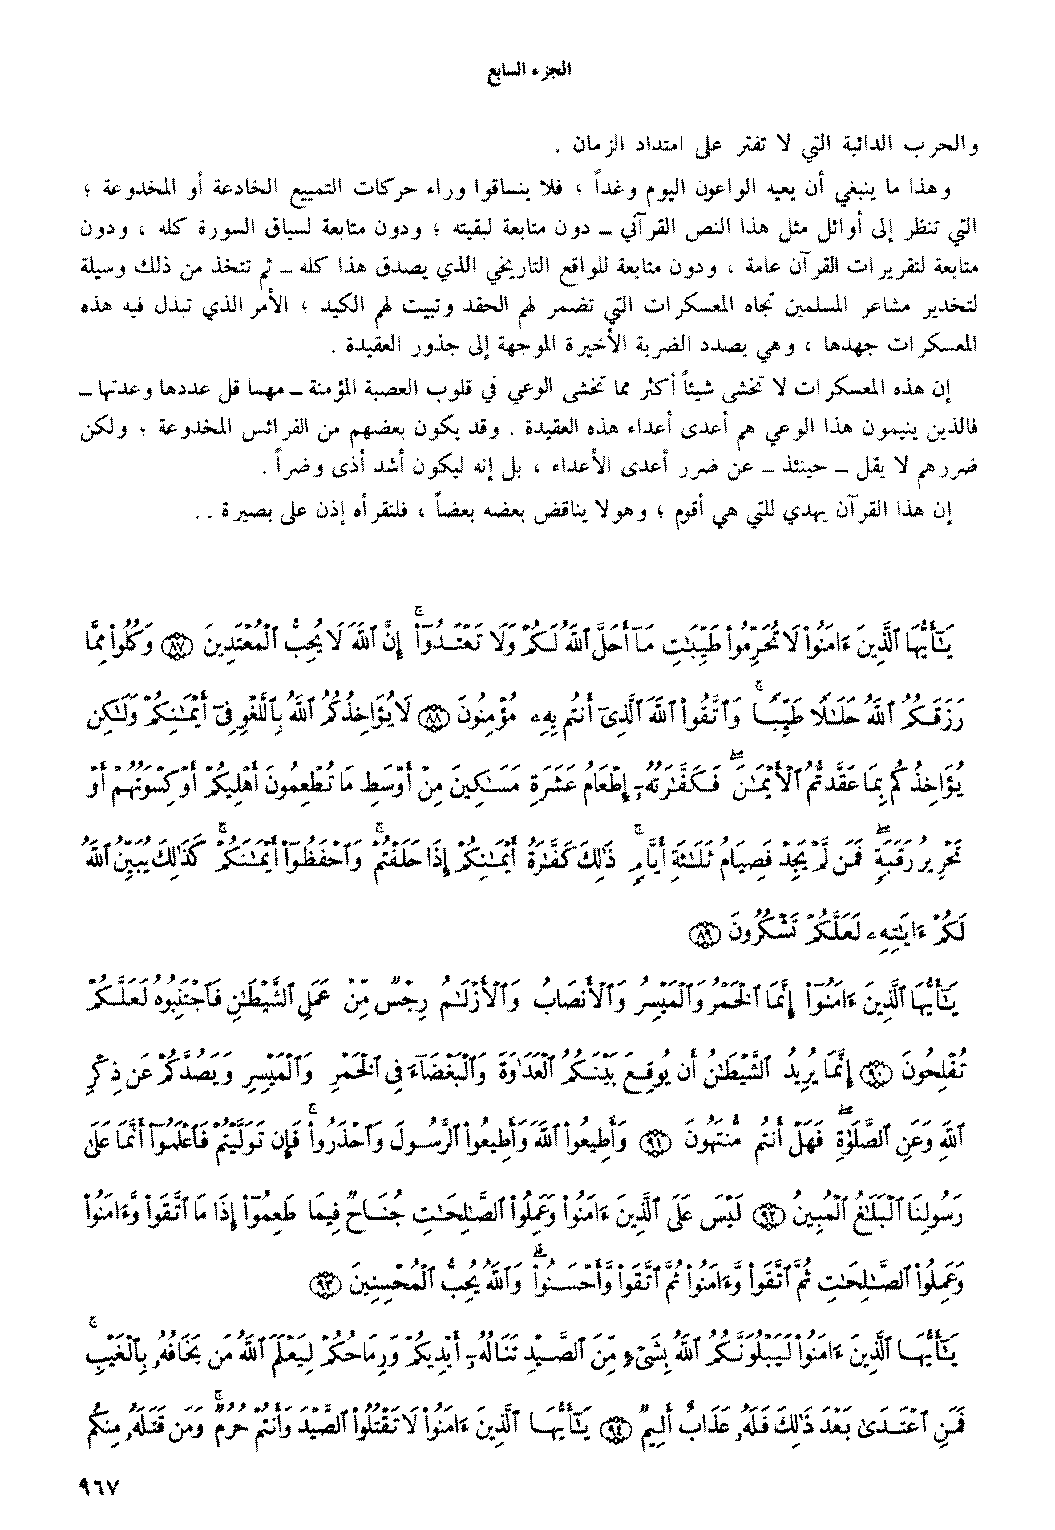 الجزء السابع
والحرب الدائبة التي لا تفتر على امتداد الزمان .
وهذا ما ينبغي أن يعيه الواعون اليوم وغداً ؛ فلا ينساقوا وراء حركات التمييع الخادعة أو المخدوعة ؛
التي تنظر إلى أوائل مثل هذا النص القرآني – دون متابعة لبقيته ؛ ودون متابعة لسياق السورة كله ، ودون
متابعة لتقريرات القرآن عامة ، ودون متابعة للواقع التاريخي الذي يصدق هذا كله – ثم تتخذ من ذلك وسيلة
لتخدير مشاعر المسلمين تجاه المعسكرات التي تضمر لهم الحقد وتبيت لهم الكيد ؛ الأمر الذي تبذل فيه هذه
المعسكرات جهدها ، وهي بصدد الضربة الأخيرة الموجهة إلى جذور العقيدة .
إن هذه المعسكرات لا تخشى شيئاً أكثر مما تخشى الوعي في قلوب العصبة المؤمنة – مهما قل عددها وعدتها –
فالذين ينيمون هذا الوعي هم أعدى أعداء هذه العقيدة . وقد يكون بعضهم من الفرائس المخدوعة ؛ ولكن
ضررهم لا يقل – حينئذ – عن ضرر أعدى الأعداء ، بل إنه ليكون أشد أذى وضراً .
إن هذا القرآن يهدي للتي هي أقوم ؛ وهولا يناقض بعضه بعضاً ، فلنقرأه إذن على بصيرة . .
يَـٰٓأَيُّهَا ٱلَّذِينَ ءَامَنُوا۟ لَا تُحَرِّمُوا۟ طَيِّبَـٰتِ مَآ أَحَلَّ ٱللَّهُ لَكُمْ وَلَا تَعْتَدُوٓا۟ ۚ إِنَّ ٱللَّهَ لَا يُحِبُّ ٱلْمُعْتَدِينَ ﴿٨٧﴾ وَكُلُوا۟ مِمَّا
رَزَقَكُمُ ٱللَّهُ حَلَـٰلًا طَيِّبًا ۚ وَٱتَّقُوا۟ ٱللَّهَ ٱلَّذِىٓ أَنتُم بِهِۦ مُؤْمِنُونَ ﴿٨٨﴾ لَا يُؤَاخِذُكُمُ ٱللَّهُ بِٱللَّغْوِ فِىٓ أَيْمَـٰنِكُمْ وَلَـٰكِن
يُؤَاخِذُكُم بِمَا عَقَّدتُّمُ ٱلْأَيْمَـٰنَ ۖ فَكَفَّـٰرَتُهُۥٓ إِطْعَامُ عَشَرَةِ مَسَـٰكِينَ مِنْ أَوْسَطِ مَا تُطْعِمُونَ أَهْلِيكُمْ أَوْ كِسْوَتُهُمْ أَوْ
تَحْرِيرُ رَقَبَةٍ ۖ فَمَن لَّمْ يَجِدْ فَصِيَامُ ثَلَـٰثَةِ أَيَّامٍ ۚ ذَٰلِكَ كَفَّـٰرَةُ أَيْمَـٰنِكُمْ إِذَا حَلَفْتُمْ ۚ وَٱحْفَظُوٓا۟ أَيْمَـٰنَكُمْ ۚ كَذَٰلِكَ يُبَيِّنُ ٱللَّهُ
لَكُمْ ءَايَـٰتِهِۦ لَعَلَّكُمْ تَشْكُرُونَ ﴿٨٩﴾
يَـٰٓأَيُّهَا ٱلَّذِينَ ءَامَنُوٓا۟ إِنَّمَا ٱلْخَمْرُ وَٱلْمَيْسِرُ وَٱلْأَنصَابُ وَٱلْأَزْلَـٰمُ رِجْسٌ مِّنْ عَمَلِ ٱلشَّيْطَـٰنِ فَٱجْتَنِبُوهُ لَعَلَّكُمْ
تُفْلِحُونَ ﴿٩٠﴾ إِنَّمَا يُرِيدُ ٱلشَّيْطَـٰنُ أَن يُوقِعَ بَيْنَكُمُ ٱلْعَدَٰوَةَ وَٱلْبَغْضَآءَ فِى ٱلْخَمْرِ وَٱلْمَيْسِرِ وَيَصُدَّكُمْ عَن ذِكْرِ
ٱللَّهِ وَعَنِ ٱلصَّلَوٰةِ ۖ فَهَلْ أَنتُم مُّنتَهُونَ ﴿٩١﴾ وَأَطِيعُوا۟ ٱللَّهَ وَأَطِيعُوا۟ ٱلرَّسُولَ وَٱحْذَرُوا۟ ۚ فَإِن تَوَلَّيْتُمْ فَٱعْلَمُوٓا۟ أَنَّمَا عَلَىٰ
رَسُولِنَا ٱلْبَلَـٰغُ ٱلْمُبِينُ ﴿٩٢﴾ لَيْسَ عَلَى ٱلَّذِينَ ءَامَنُوا۟ وَعَمِلُوا۟ ٱلصَّـٰلِحَـٰتِ جُنَاحٌ فِيمَا طَعِمُوٓا۟ إِذَا مَا ٱتَّقَوا۟ وَّءَامَنُوا۟
وَعَمِلُوا۟ ٱلصَّـٰلِحَـٰتِ ثُمَّ ٱتَّقَوا۟ وَّءَامَنُوا۟ ثُمَّ ٱتَّقَوا۟ وَّأَحْسَنُوا۟ ۗ وَٱللَّهُ يُحِبُّ ٱلْمُحْسِنِينَ ﴿٩٣﴾
يَـٰٓأَيُّهَا ٱلَّذِينَ ءَامَنُوا۟ لَيَبْلُوَنَّكُمُ ٱللَّهُ بِشَىْءٍ مِّنَ ٱلصَّيْدِ تَنَالُهُۥٓ أَيْدِيكُمْ وَرِمَاحُكُمْ لِيَعْلَمَ ٱللَّهُ مَن يَخَافُهُۥ بِٱلْغَيْبِ ۚ
فَمَنِ ٱعْتَدَىٰ بَعْدَ ذَٰلِكَ فَلَهُۥ عَذَابٌ أَلِيمٌ ﴿٩٤﴾ يَـٰٓأَيُّهَا ٱلَّذِينَ ءَامَنُوا۟ لَا تَقْتُلُوا۟ ٱلصَّيْدَ وَأَنتُمْ حُرُمٌ ۚ وَمَن قَتَلَهُۥ مِنكُم
٩٦٧